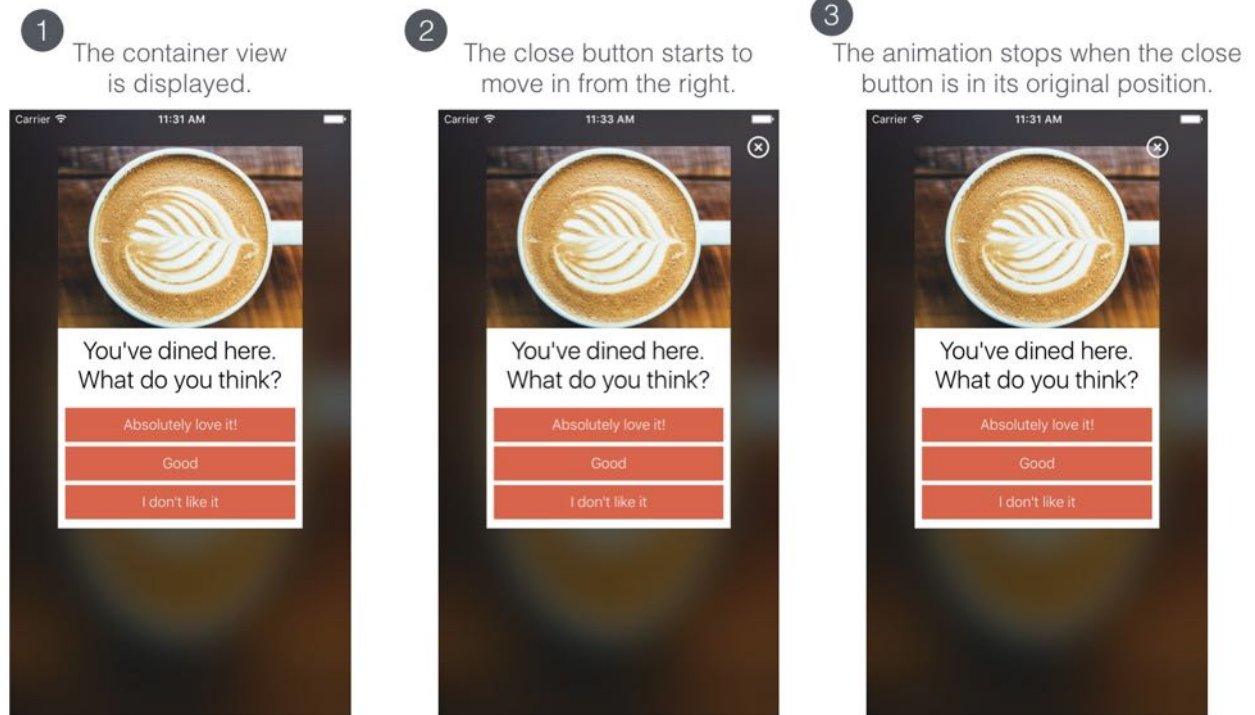 1
The container view
is displayed.
Carrier 11:31 AM
You've dined here.
What do you think?
Absolutely love it!
Good
I don't like it
2
The close button starts to
move in from the right.
Carrier 11:33 AM
You've dined here.
What do you think?
Absolutely love it!
Good
I don't like it
3
The animation stops when the close
button is in its original position.
Carrier 11:31 AM
You've dined here.
What do you think?
Absolutely love it!
Good
I don't like it